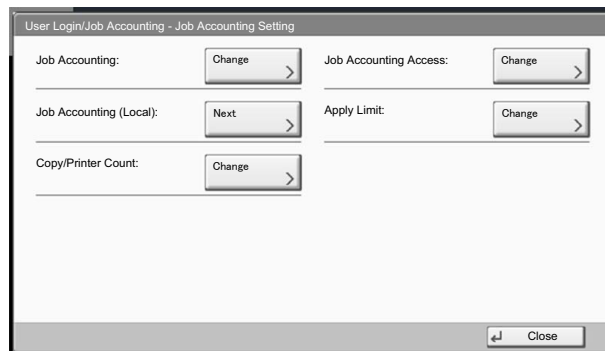 User Login/Job Accounting - Job Accounting Setting
Job Accounting: Change
Job Accounting Access: Change
Job Accounting (Local): Next
Apply Limit: Change
Copy/Printer Count: Change
Close